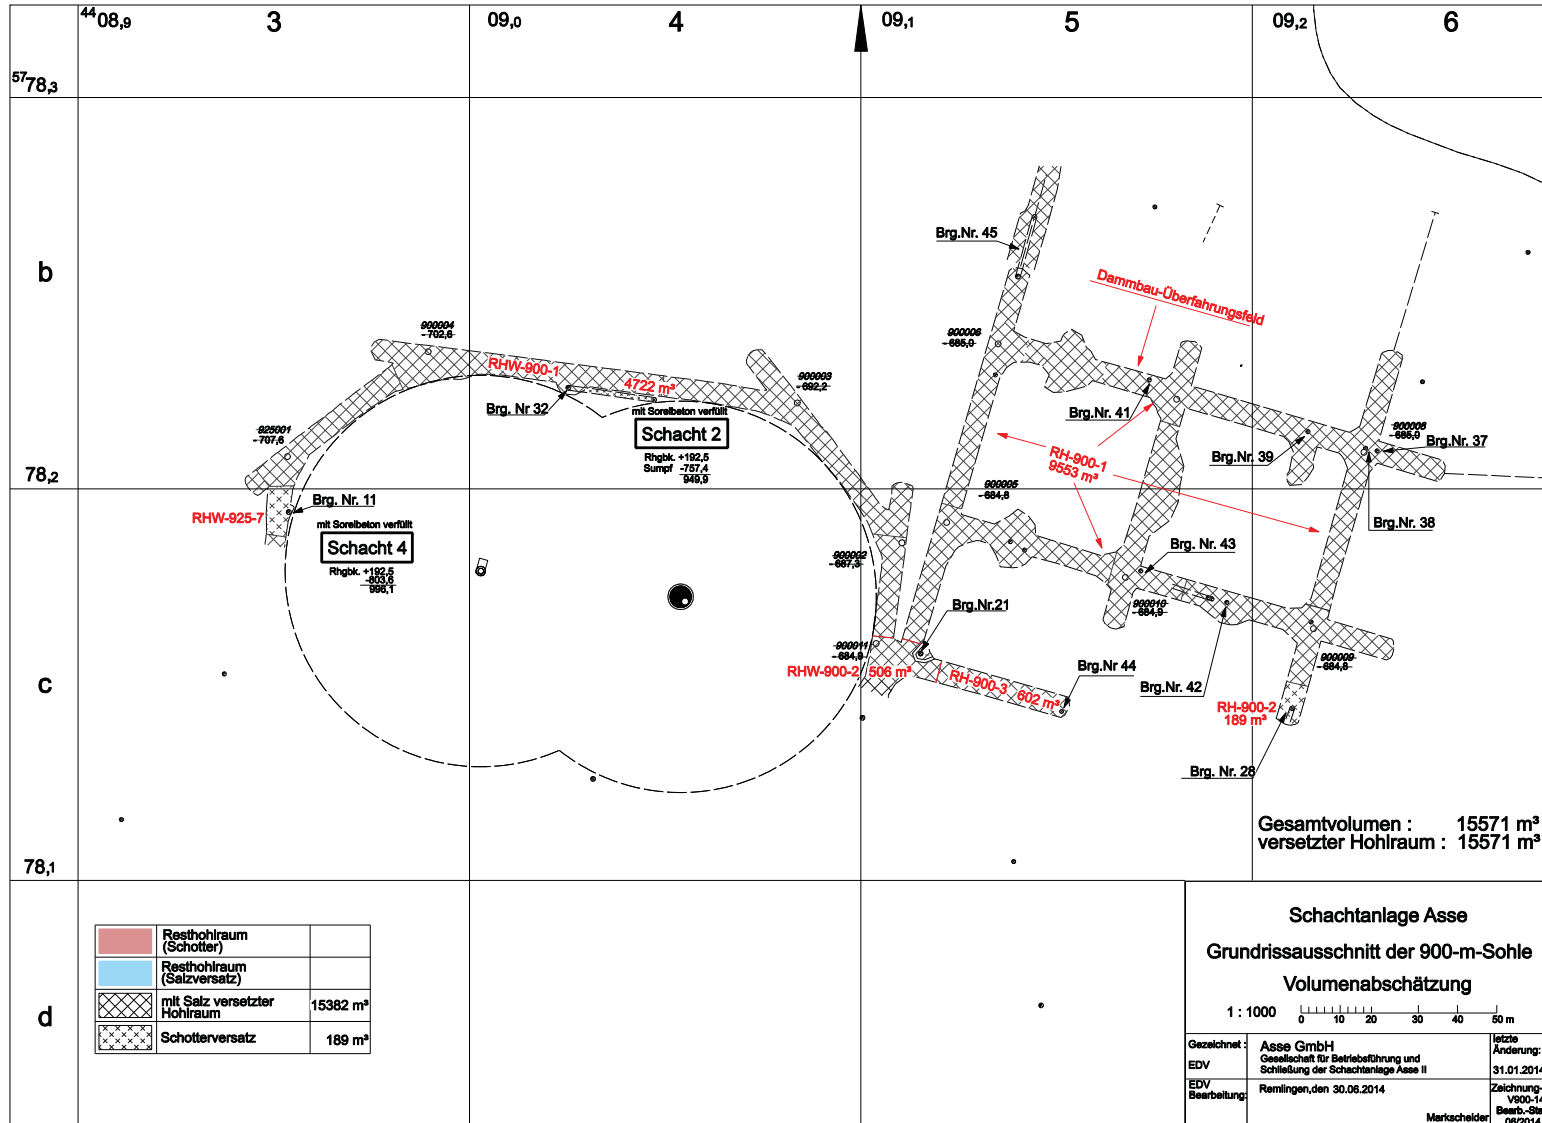 4408,9
3
09,0
4
09,1
5
09,2
6
5778,3
b
78,2
c
78,1
d
Brg.Nr. 45
Dammbau-Überfahrungsfeld
900004
- 702,6
900006
- 685,0
RHW-900-1
4722 m³
900003
- 692,2
Brg. Nr 32
mit Sorelbeton verfüllt
Schacht 2
Rhgbk. +192,5
Sumpf -757,4
949,9
Brg.Nr. 41
925001
- 707,6
RH-900-1
9553 m³
Brg.Nr. 39
900008
- 685,0
Brg.Nr. 37
Brg.Nr. 38
900005
- 684,8
Brg. Nr. 11
RHW-925-7
mit Sorelbeton verfüllt
Schacht 4
Rhgbk. +192,5
-803,6
996,1
900002
- 687,3
Brg. Nr. 43
Brg.Nr.21
900010
- 684,9
900011
- 684,9
RHW-900-2
506 m³
RH-900-3 602 m³
Brg.Nr 44
Brg.Nr. 42
900009
- 684,8
RH-900-2
189 m³
Brg. Nr. 28
Gesamtvolumen : 15571 m³
versetzter Hohlraum : 15571 m³
Resthohlraum
(Schotter)
Resthohlraum
(Salzversatz)
mit Salz versetzter
Hohlraum
15382 m³
Schotterversatz
189 m³
Schachtanlage Asse
Grundrissausschnitt der 900-m-Sohle
Volumenabschätzung
1 : 1000
0 10 20 30 40 50 m
Gezeichnet :
EDV
Asse GmbH
Gesellschaft für Betriebsführung und
Schließung der Schachtanlage Asse II
letzte
Änderung:
31.01.2014
EDV
Bearbeitung:
Remlingen,den 30.06.2014
Markscheider
Zeichnung-
V900-14
Bearb.-Sta
06/2014